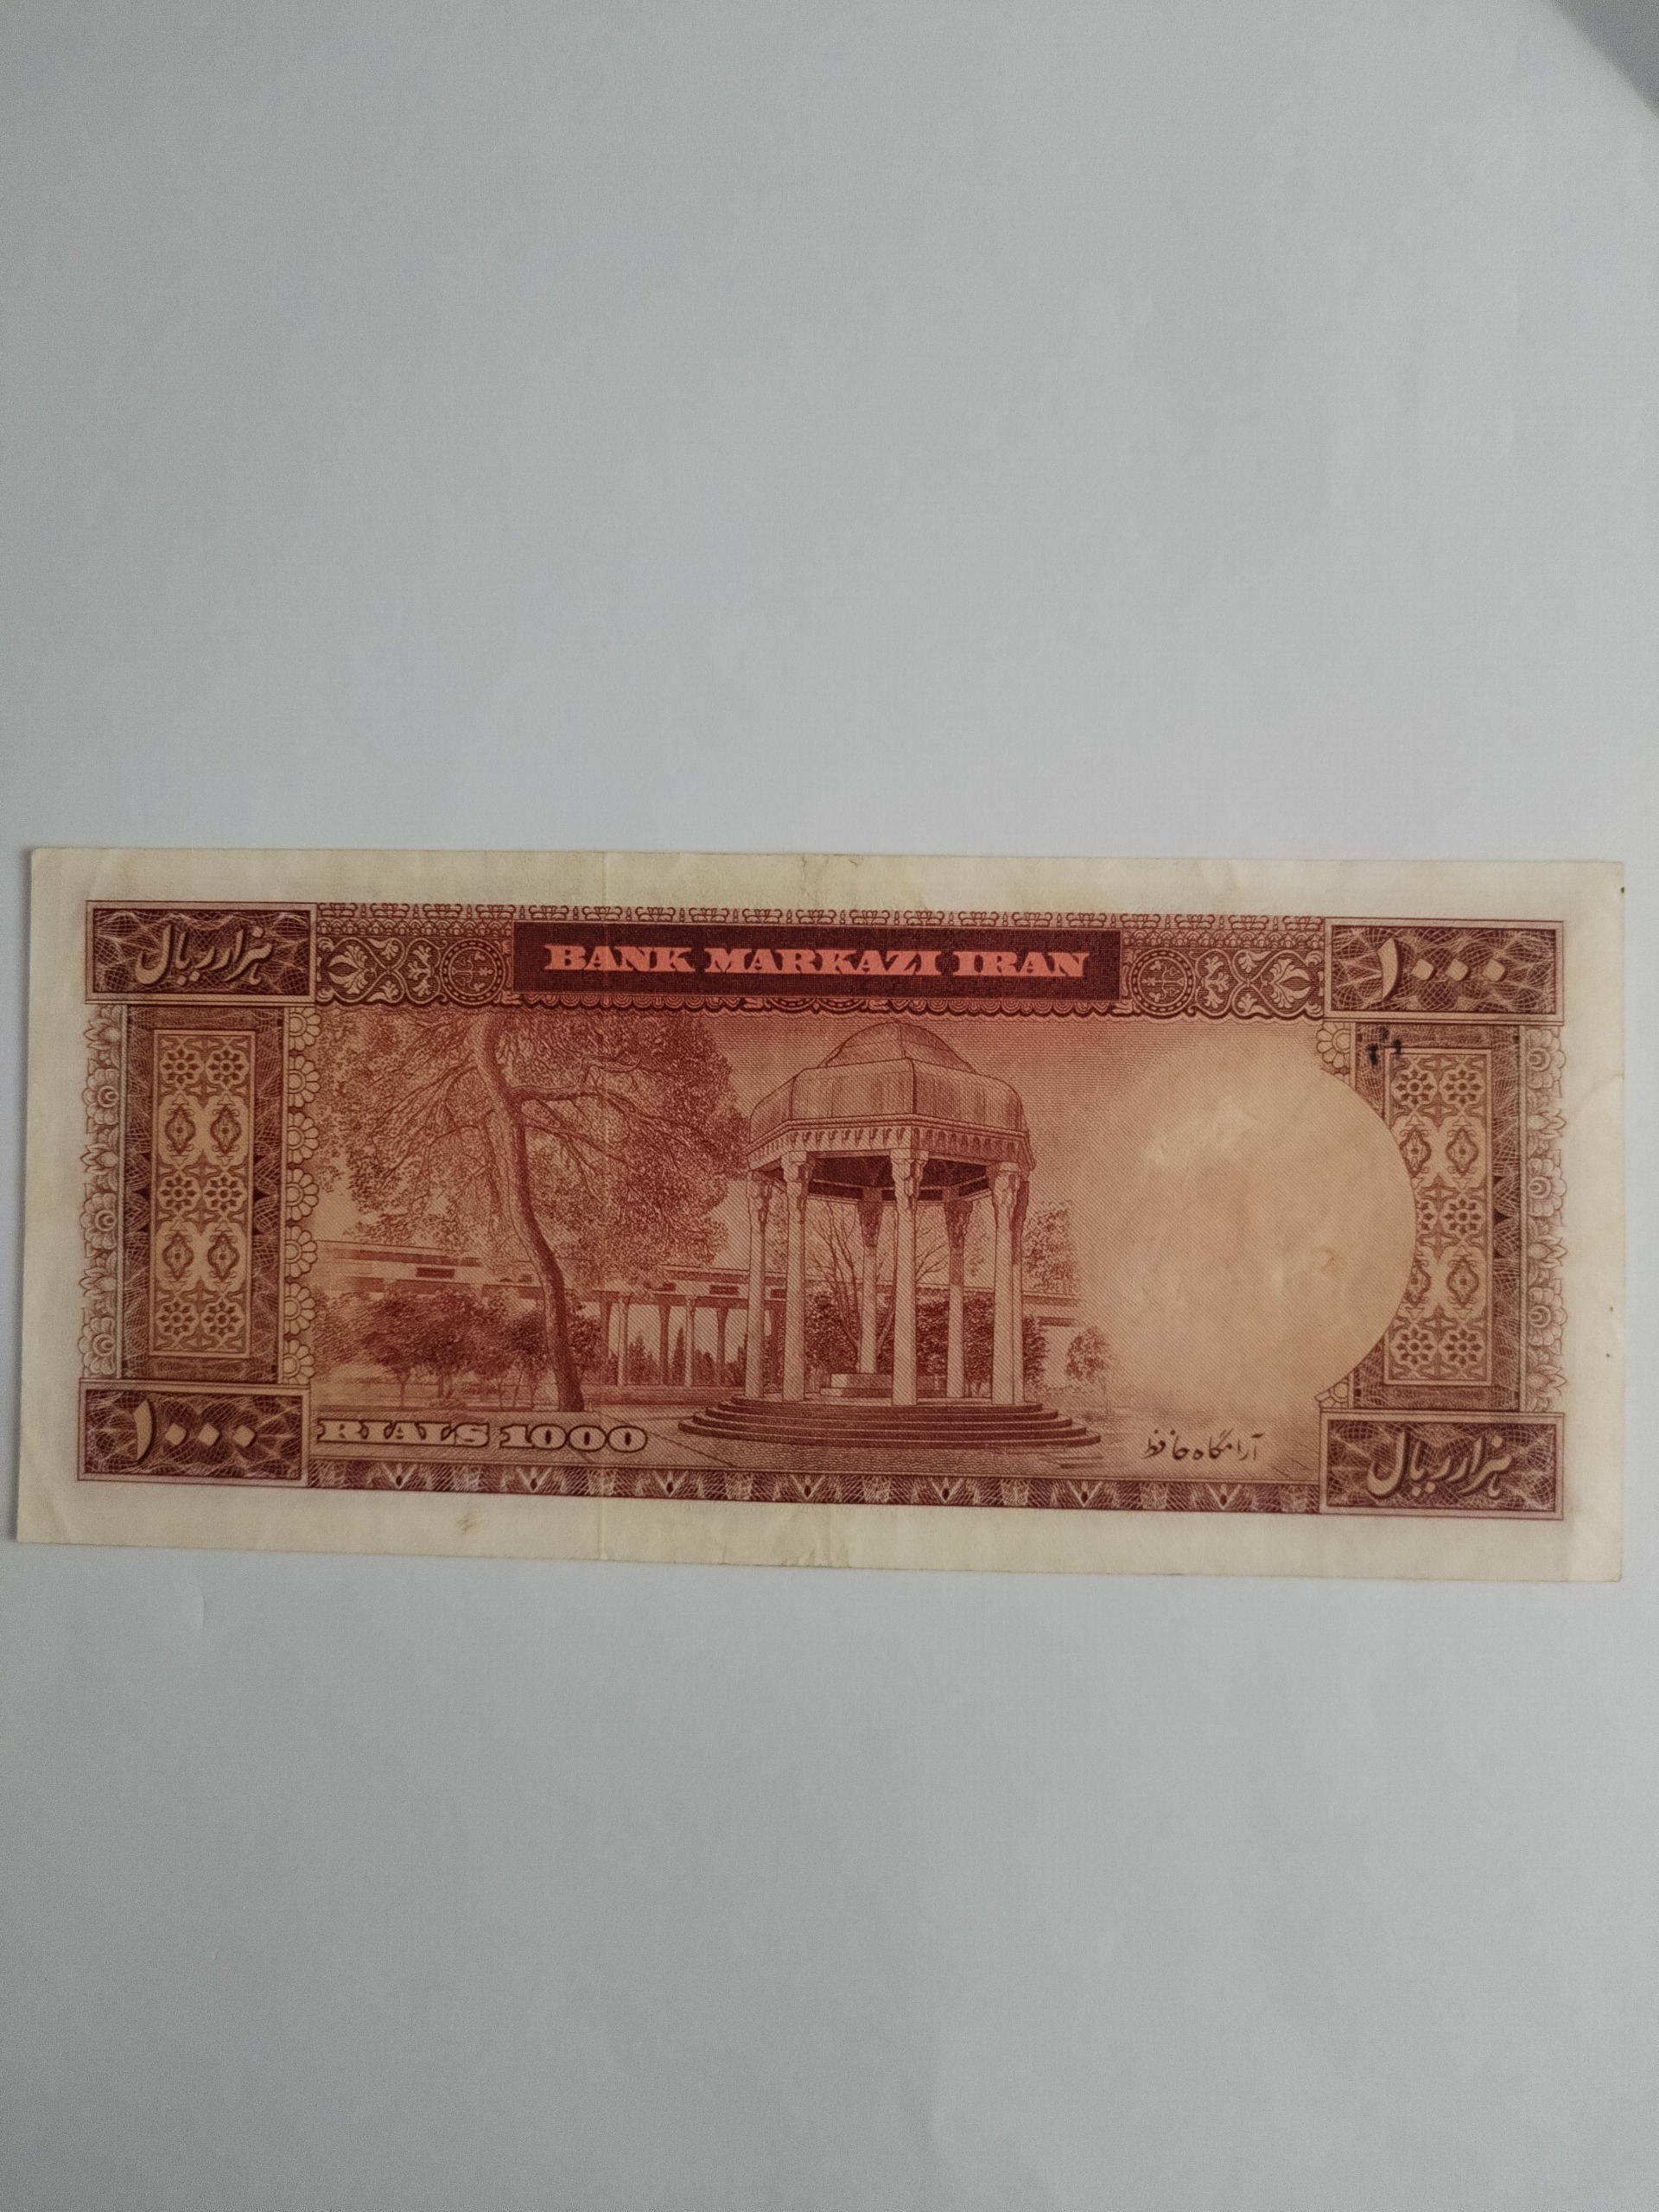 هزار ریال
BANK MARKAZI IRAN
۱۰۰۰
۱۰۰۰
RIALS 1000
آرامگاه حافظ
هزار ریال